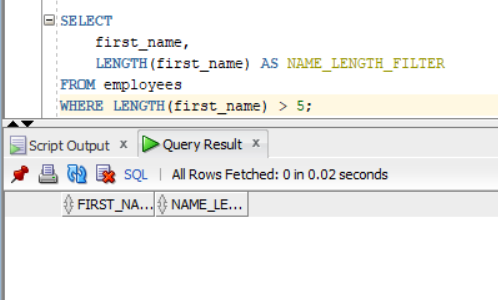 SELECT
first_name,
LENGTH(first_name) AS NAME_LENGTH_FILTER
FROM employees
WHERE LENGTH(first_name) > 5;
Script Output x Query Result x
SQL | All Rows Fetched: 0 in 0.02 seconds
FIRST_NA... NAME_LE...